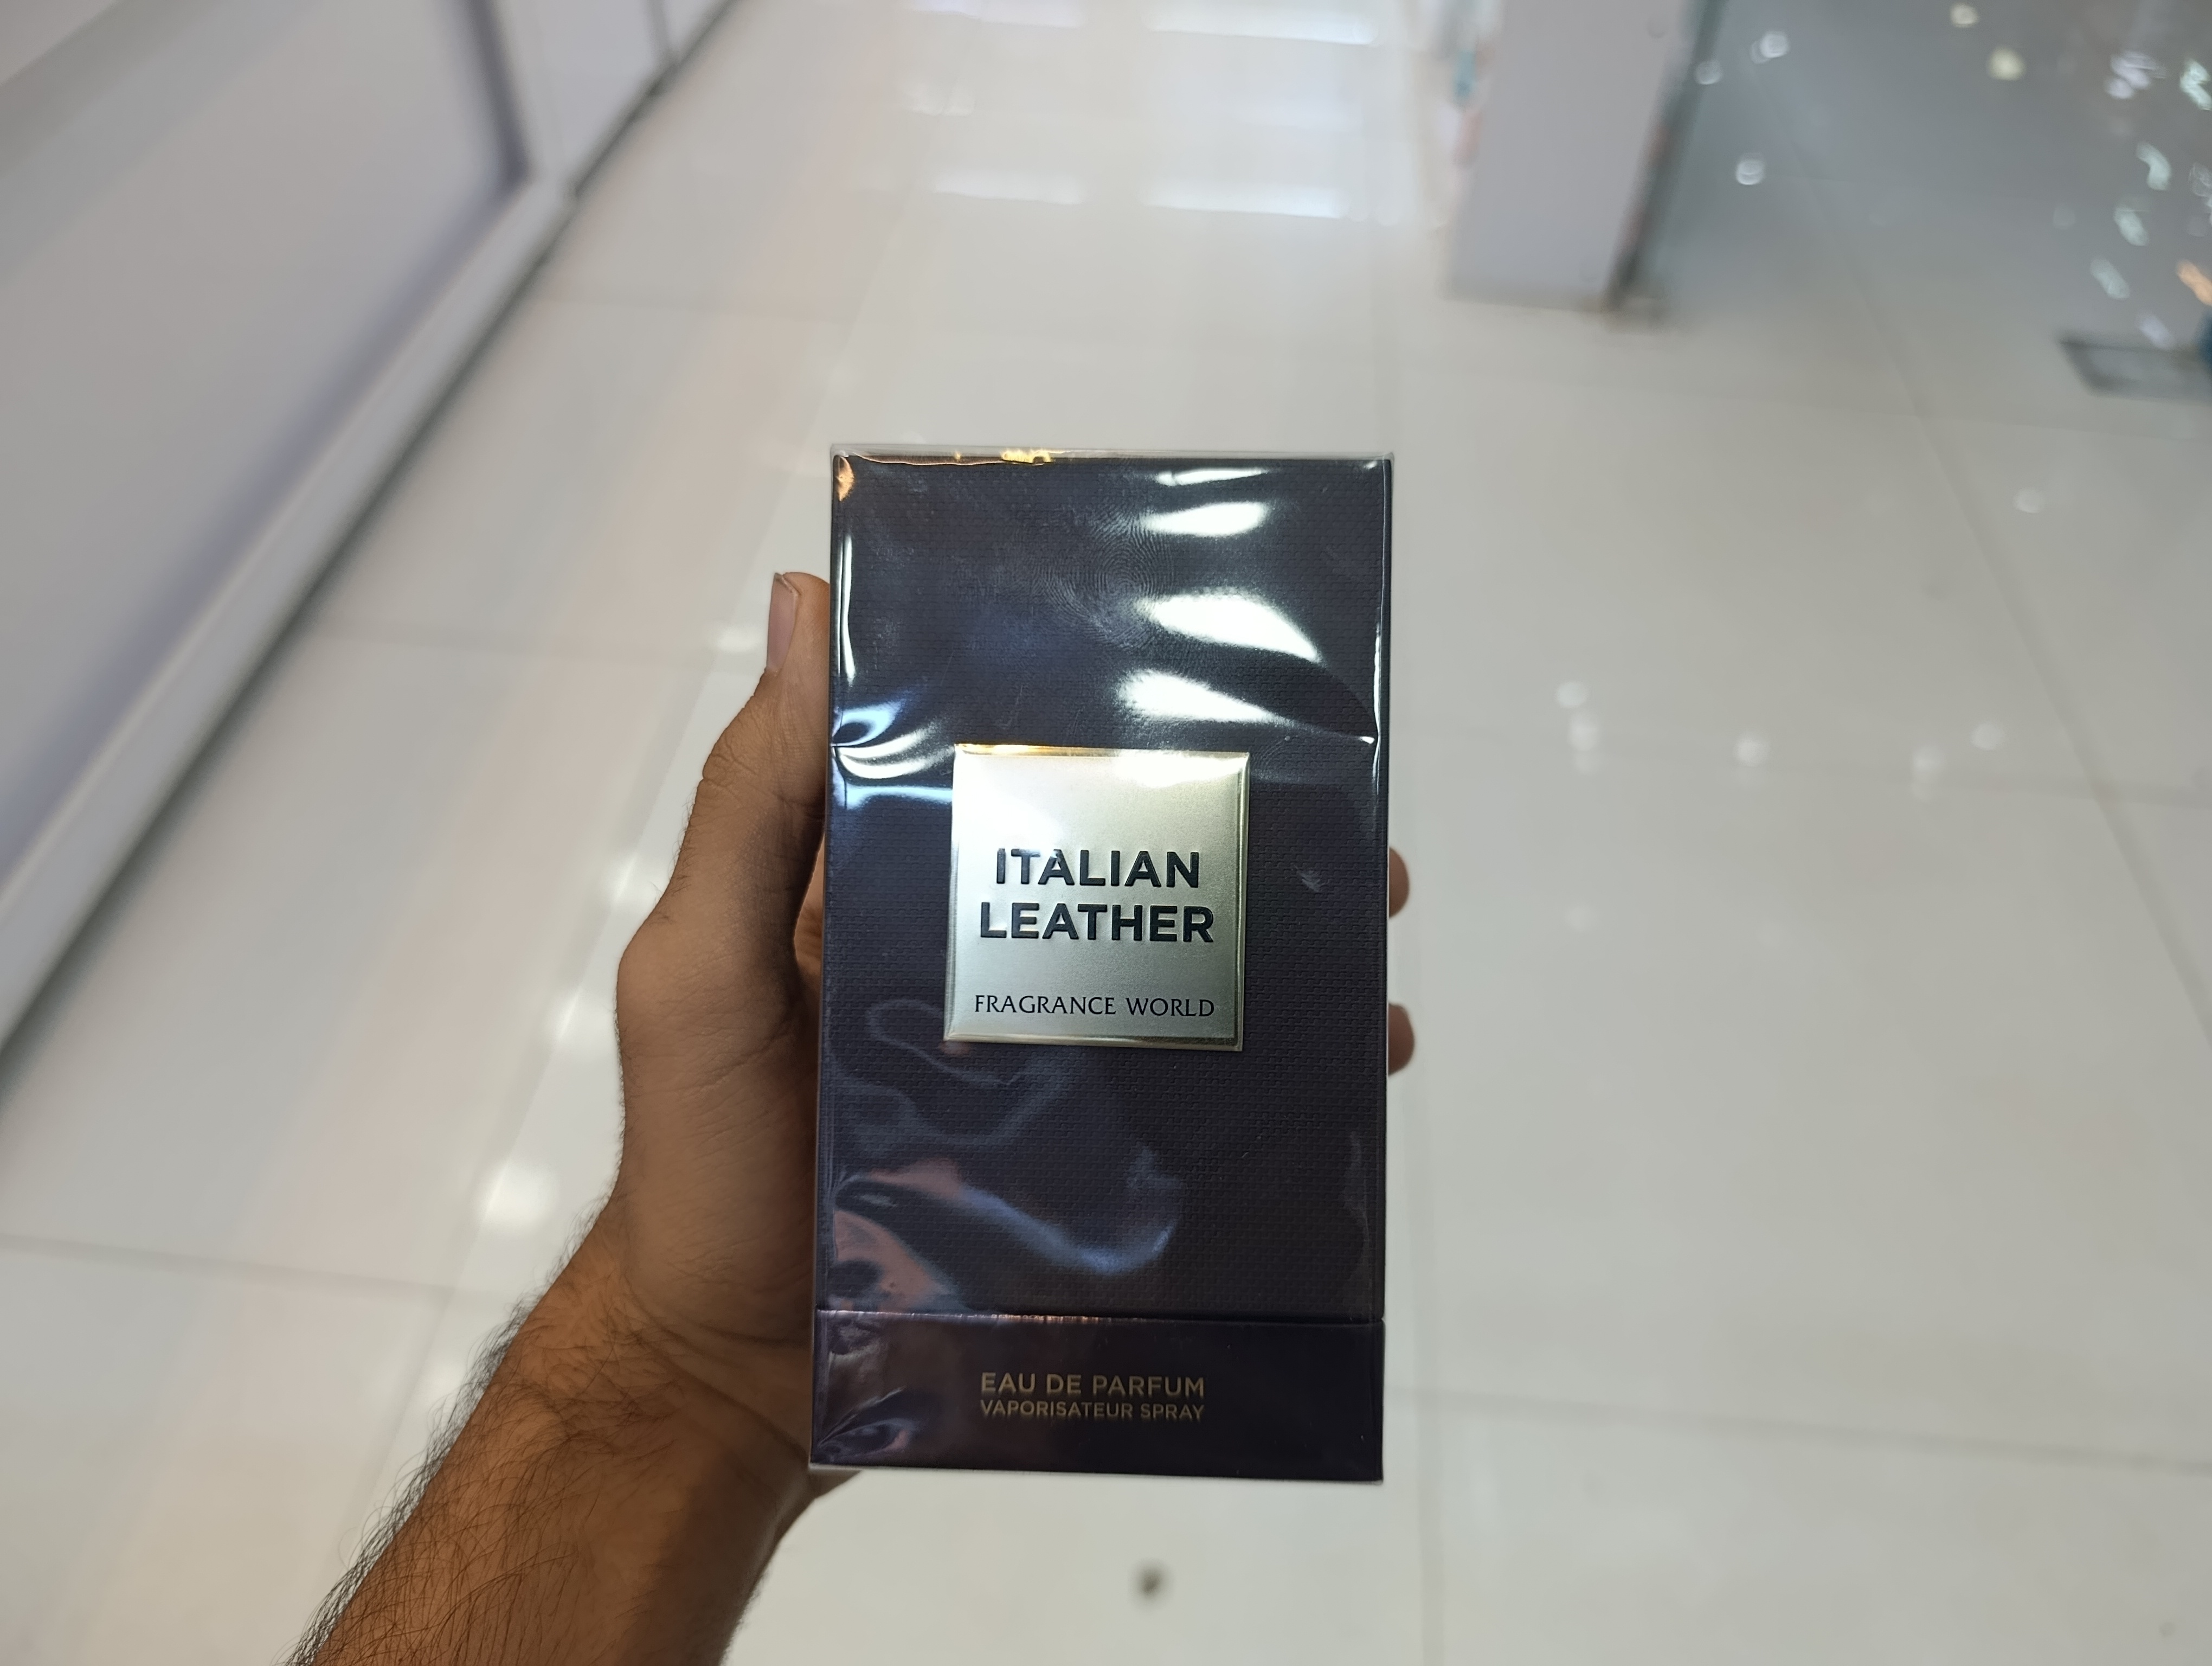 ITALIAN
LEATHER
FRAGRANCE WORLD
EAU DE PARFUM
VAPORISATEUR SPRAY